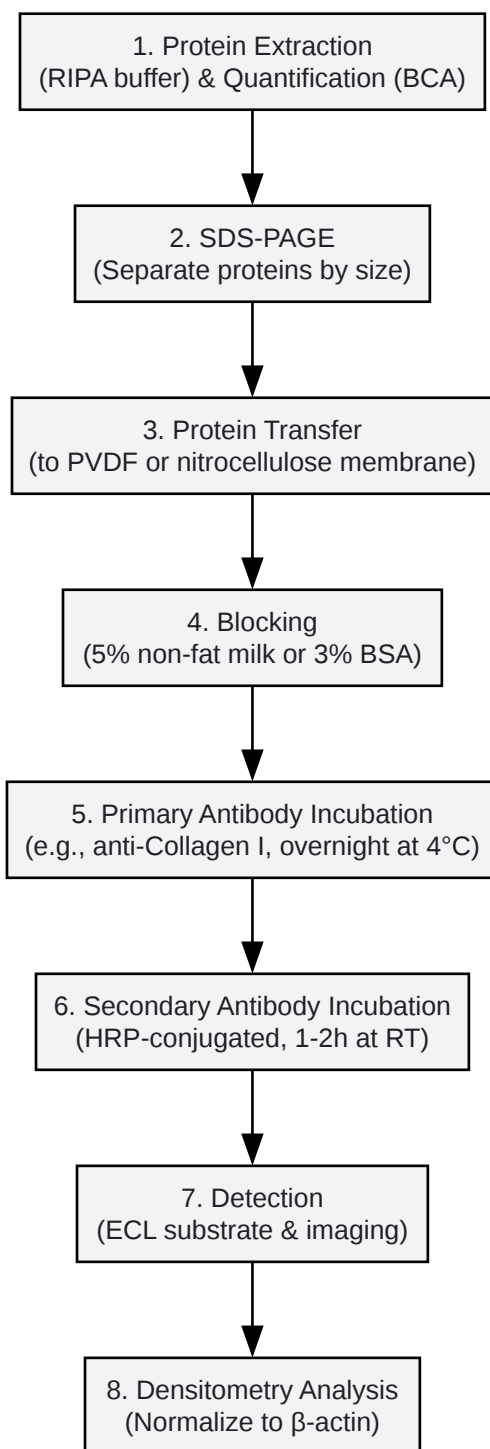 1. Protein Extraction
(RIPA buffer) & Quantification (BCA)
2. SDS-PAGE
(Separate proteins by size)
3. Protein Transfer
(to PVDF or nitrocellulose membrane)
4. Blocking
(5% non-fat milk or 3% BSA)
5. Primary Antibody Incubation
(e.g., anti-Collagen I, overnight at 4°C)
6. Secondary Antibody Incubation
(HRP-conjugated, 1-2h at RT)
7. Detection
(ECL substrate & imaging)
8. Densitometry Analysis
(Normalize to β-actin)